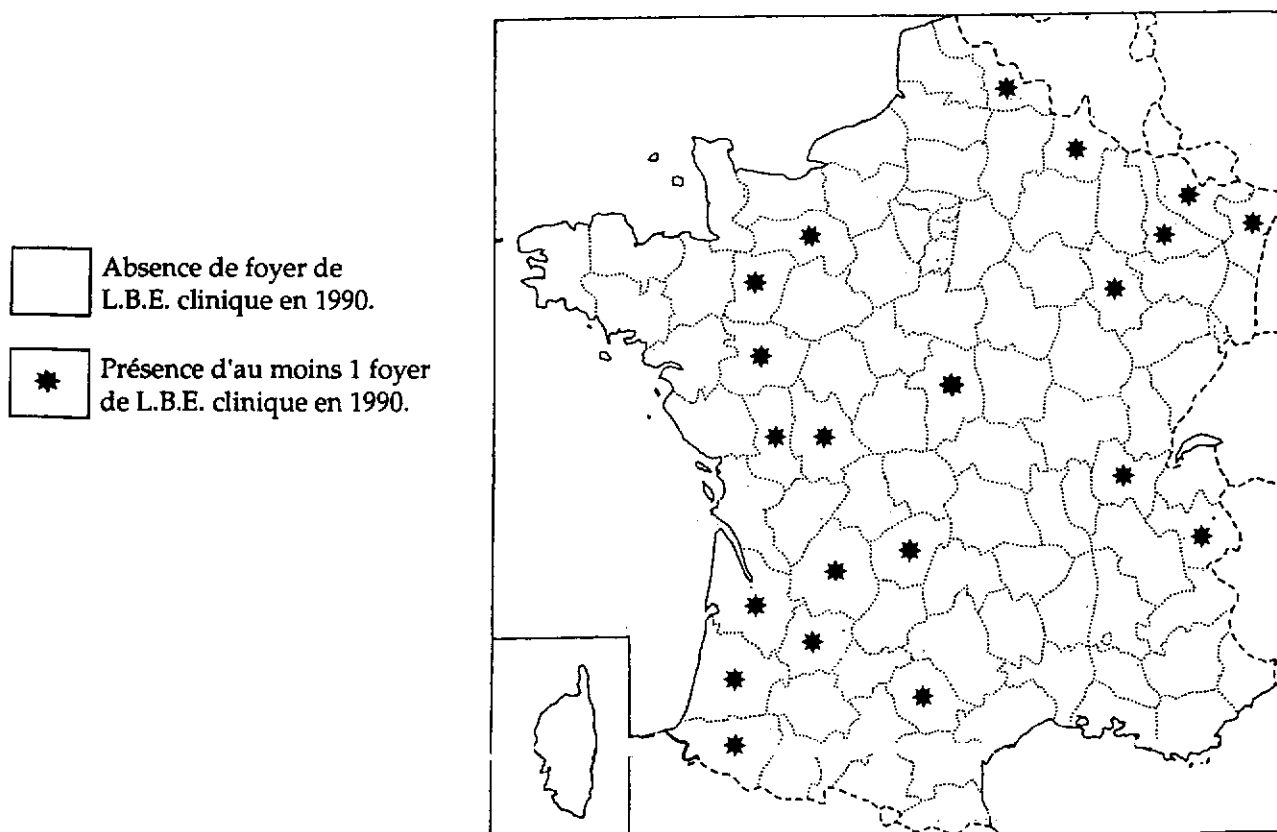 Absence de foyer de
L.B.E. clinique en 1990.
Présence d'au moins 1 foyer
de L.B.E. clinique en 1990.